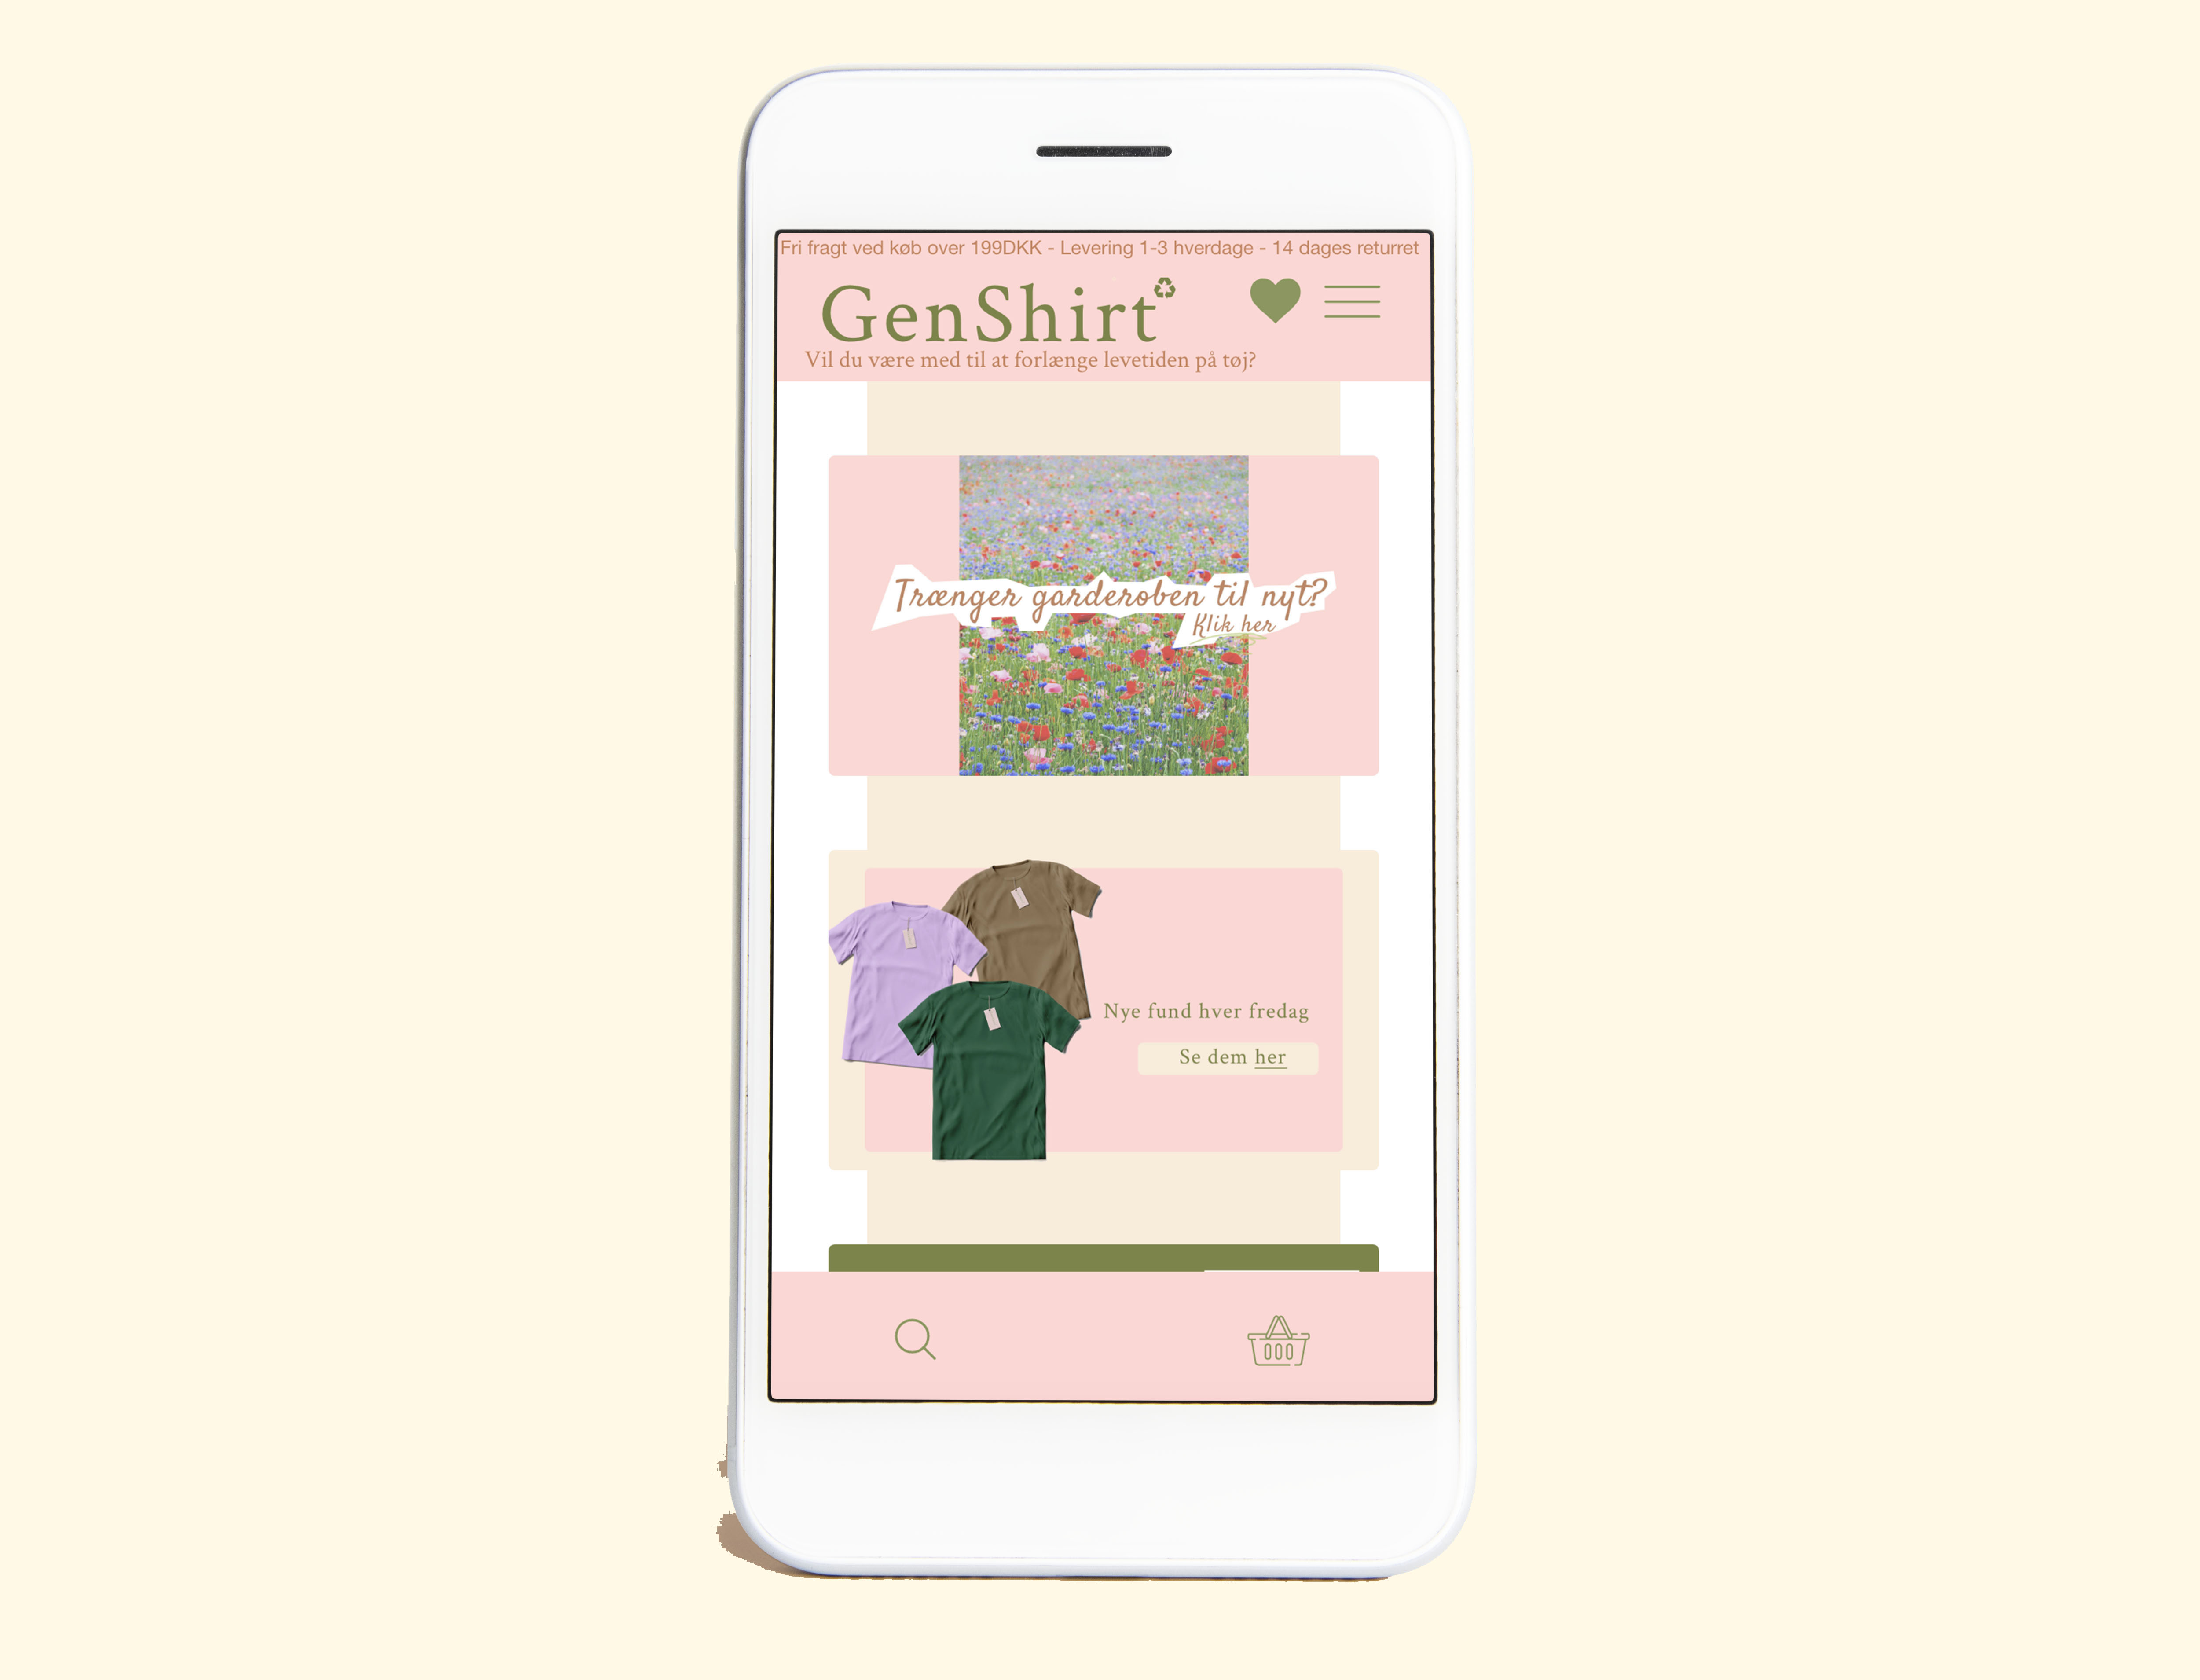 Fri fragt ved køb over 199DKK - Levering 1-3 hverdage - 14 dages returret
GenShirt
Vil du være med til at forlænge levetiden på tøj?
Trænger garderoben til nyt?
Klik her
Nye fund hver fredag
Se dem her